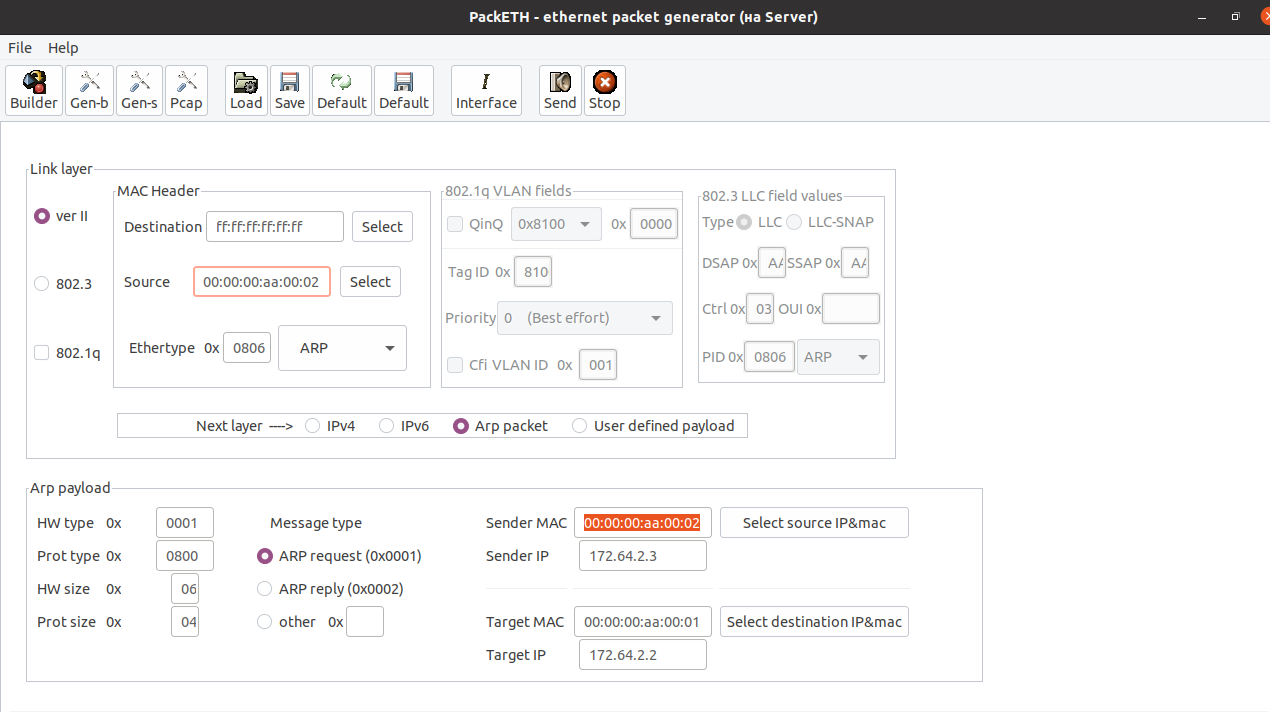 PackETH - ethernet packet generator (на Server)
File Help
Builder Gen-b Gen-s Pcap Load Save Default Default Interface Send Stop
Link layer
ver II
802.3
802.1q
MAC Header
Destination ff:ff:ff:ff:ff:ff Select
Source 00:00:00:aa:00:02 Select
Ethertype 0x 0806 ARP
802.1q VLAN fields
QinQ 0x8100 0x 0000
Tag ID 0x 810
Priority 0 (Best effort)
Cfi VLAN ID 0x 001
802.3 LLC field values
Type LLC LLC-SNAP
DSAP 0x AA SSAP 0x AA
Ctrl 0x 03 OUI 0x
PID 0x 0806 ARP
Next layer ----> IPv4 IPv6 Arp packet User defined payload
Arp payload
HW type 0x 0001
Prot type 0x 0800
HW size 0x 06
Prot size 0x 04
Message type
ARP request (0x0001)
ARP reply (0x0002)
other 0x
Sender MAC 00:00:00:aa:00:02 Select source IP&mac
Sender IP 172.64.2.3
Target MAC 00:00:00:aa:00:01 Select destination IP&mac
Target IP 172.64.2.2